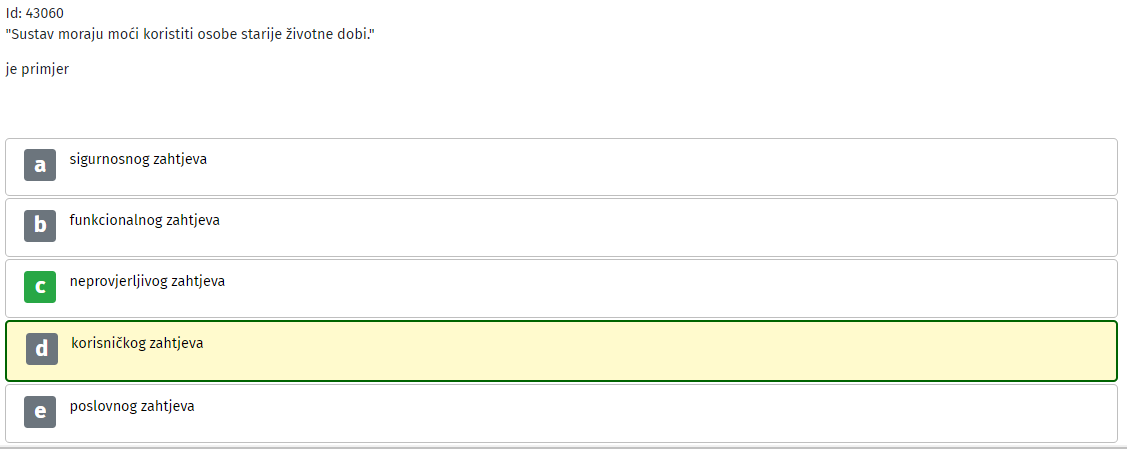 Id: 43060
"Sustav moraju moći koristiti osobe starije životne dobi."
je primjer
a sigurnosnog zahtjeva
b funkcionalnog zahtjeva
c neprovjerljivog zahtjeva
d korisničkog zahtjeva
e poslovnog zahtjeva